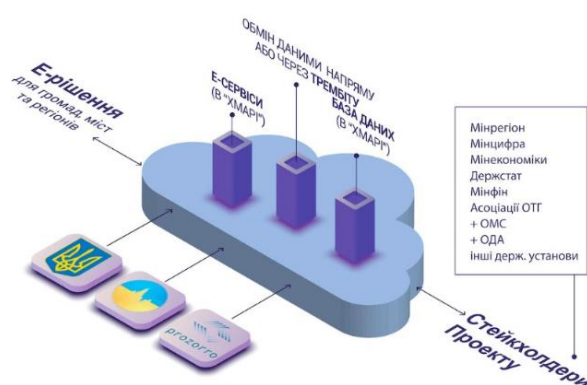 ОБМІН ДАНИМИ НАПРЯМУ
АБО ЧЕРЕЗ ТРЕМБІТУ
Е-рішення
для громад, міст
та регіонів
Е-СЕРВІСИ
(В "ХМАРІ")
БАЗА ДАНИХ
(В "ХМАРІ")
Мінрегіон
Мінцифра
Мінекономіки
Держстат
Мінфін
Асоціації ОТГ
+ ОМС
+ ОДА
інші держ. установи
prozorro
Стейкхолдери
Проекту